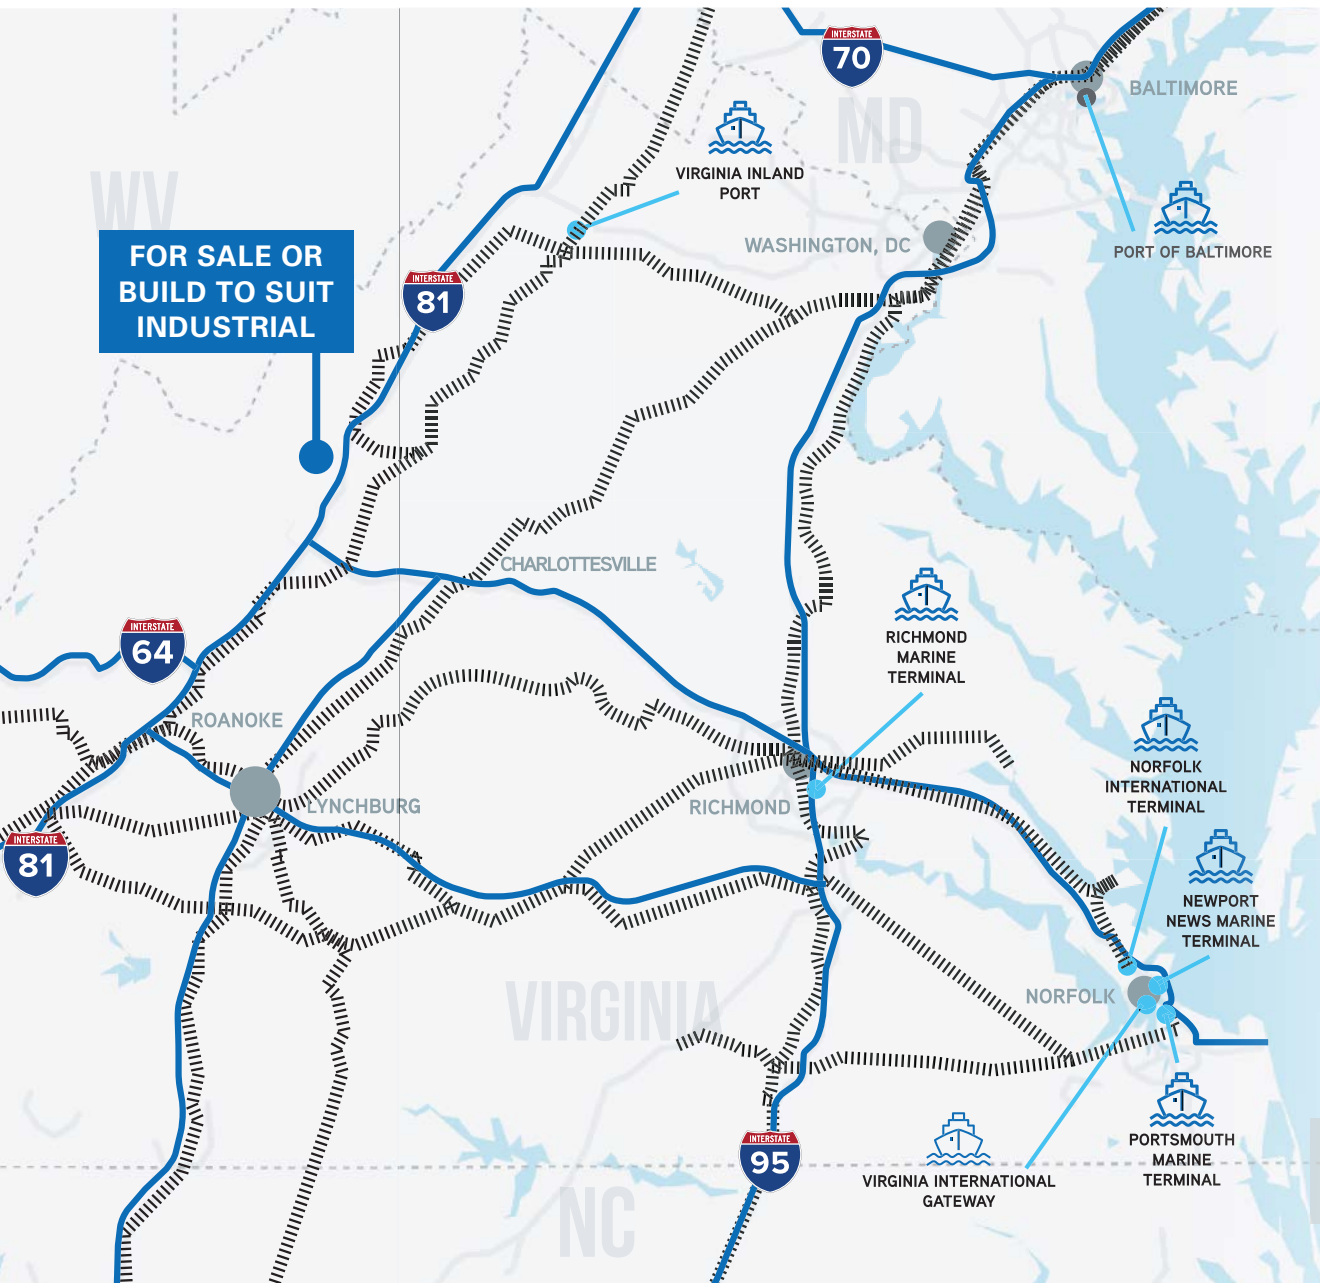 INTERSTATE
70
BALTIMORE
MD
VIRGINIA INLAND
PORT
WV
WASHINGTON, DC
PORT OF BALTIMORE
FOR SALE OR
BUILD TO SUIT
INDUSTRIAL
INTERSTATE
81
CHARLOTTESVILLE
INTERSTATE
64
RICHMOND
MARINE
TERMINAL
ROANOKE
LYNCHBURG
RICHMOND
NORFOLK
INTERNATIONAL
TERMINAL
INTERSTATE
81
NEWPORT
NEWS MARINE
TERMINAL
VIRGINIA
NORFOLK
INTERSTATE
95
PORTSMOUTH
MARINE
TERMINAL
VIRGINIA INTERNATIONAL
GATEWAY
NC